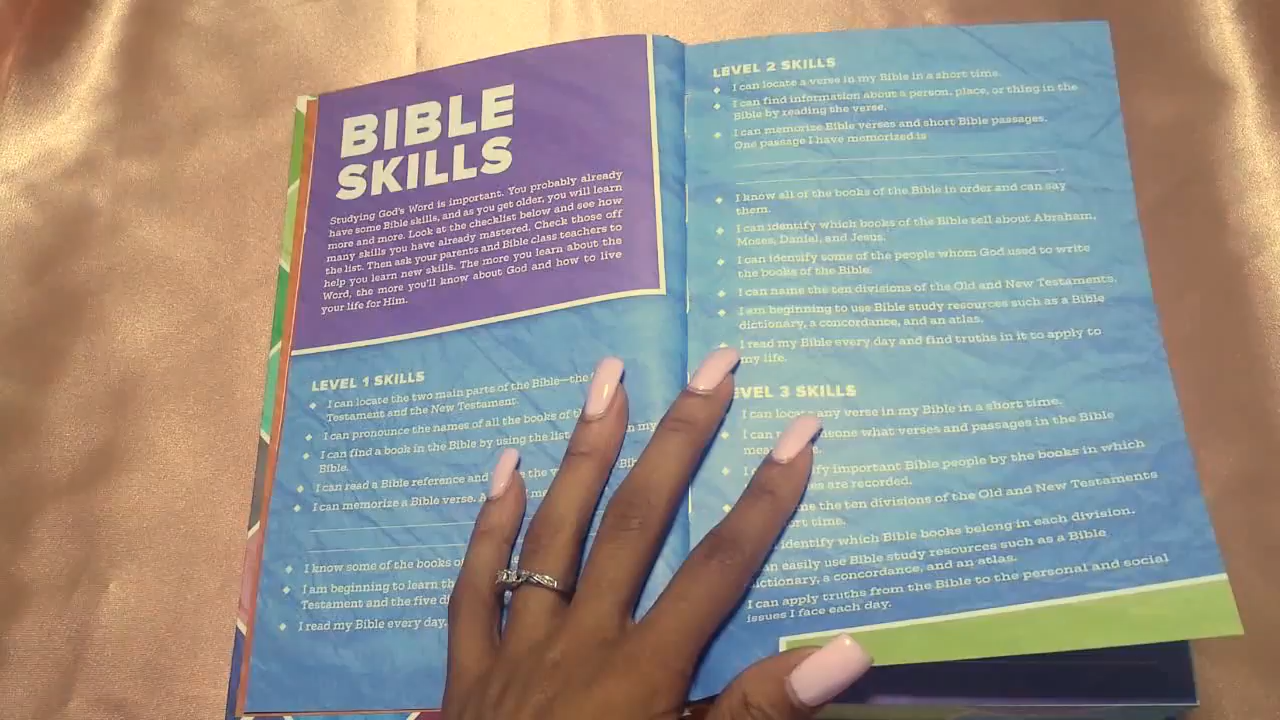 BIBLE
SKILLS
Studying God's Word is important. You probably already
have some Bible skills, and as you get older, you will learn
more and more. Look at the checklist below and see how
many skills you have already mastered. Check those off
the list. Then ask your parents and Bible class teachers to
help you learn new skills. The more you learn about the
Word, the more you'll know about God and how to live
your life for Him.
LEVEL 1 SKILLS
I can locate the two main parts of the Bible—the
Testament and the New Testament.
I can pronounce the names of all the books of
I can find a book in the Bible by using the list my
Bible.
I can read a Bible reference and the
I can memorize a Bible verse.
I know some of the books
I am beginning to learn
Testament and the five
I read my Bible every day.
LEVEL 2 SKILLS
I can locate a verse in my Bible in a short time.
I can find information about a person, place, or thing in the
Bible by reading the verse.
I can memorize Bible verses and short Bible passages.
One passage I have memorized is
I know all of the books of the Bible in order and can say
them.
I can identify which books of the Bible tell about Abraham,
Moses, Daniel, and Jesus.
I can identify some of the people whom God used to write
the books of the Bible.
I can name the ten divisions of the Old and New Testaments.
I am beginning to use Bible study resources such as a Bible
dictionary, a concordance, and an atlas.
I read my Bible every day and find truths in it to apply to
my life.
LEVEL 3 SKILLS
I can locate any verse in my Bible in a short time.
I can what verses and passages in the Bible
I important Bible people by the books in which
are recorded.
the ten divisions of the Old and New Testaments
time.
identify which Bible books belong in each division.
easily use Bible study resources such as a Bible
dictionary, a concordance, and an atlas.
I can apply truths from the Bible to the personal and social
issues I face each day.